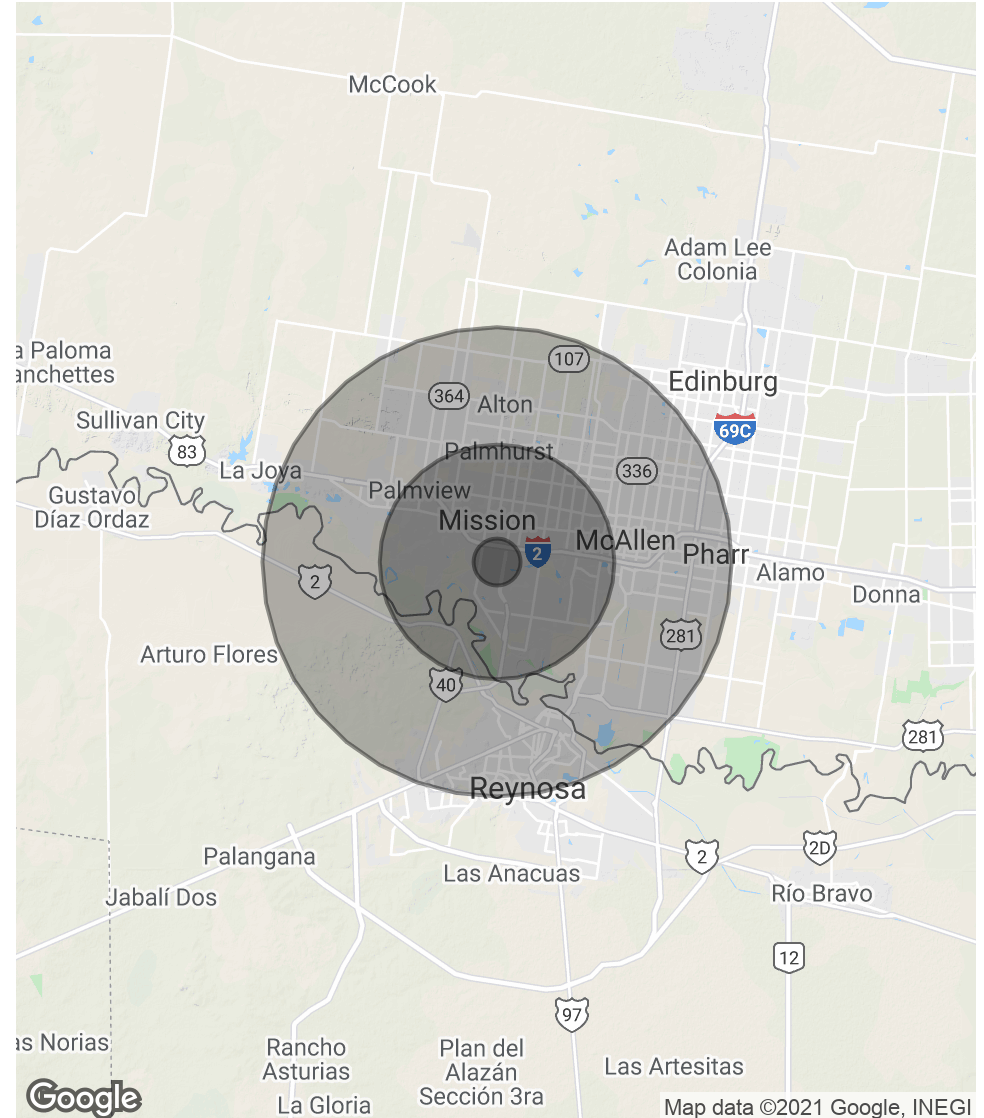 McCook
Adam Lee
Colonia
a Paloma
anchettes
107
Edinburg
364
Alton
Sullivan City
69C
83
Palmhurst
La Joya
336
Palmview
Gustavo
Díaz Ordaz
Mission
McAllen
2
Pharr
Alamo
2
Donna
281
Arturo Flores
40
281
Reynosa
Palangana
2
2D
Las Anacuas
Jabalí Dos
Río Bravo
12
97
as Norias
Rancho
Asturias
Plan del
Alazán
Sección 3ra
Las Artesitas
La Gloria
Google
Map data ©2021 Google, INEGI